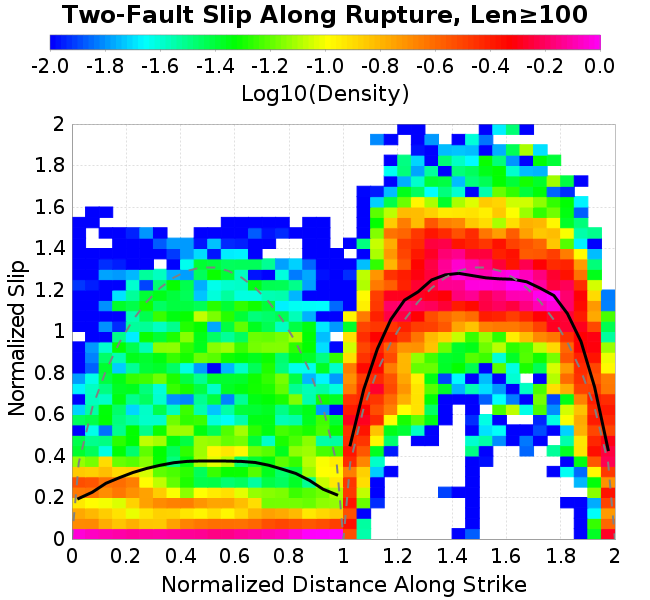 Two-Fault Slip Along Rupture, Len≥100
-2.0 -1.8 -1.6 -1.4 -1.2 -1.0 -0.8 -0.6 -0.4 -0.2 0.0
Log10(Density)
2
1.8
1.6
1.4
1.2
1
0.8
0.6
0.4
0.2
0
Normalized Slip
0 0.2 0.4 0.6 0.8 1 1.2 1.4 1.6 1.8 2
Normalized Distance Along Strike